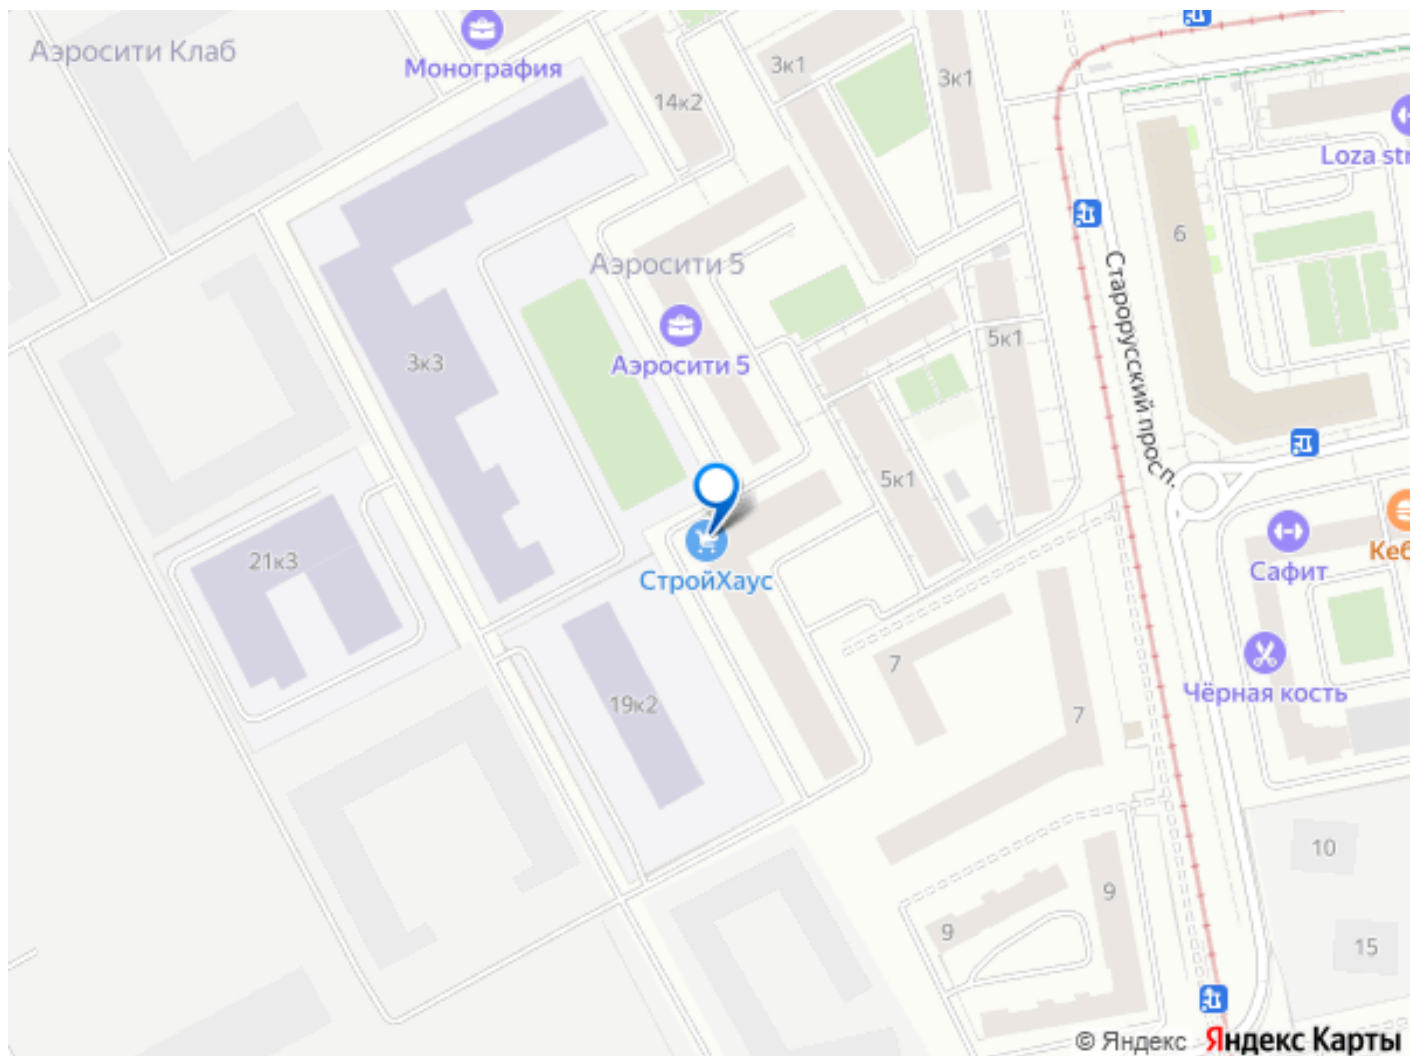 Аэросити Клаб
Монография
14к2
3к1
3к1
Loza str
6
Аэросити 5
Старорусский просп.
5к1
3к3
Аэросити 5
5к1
Сафит
Кеб
21к3
СтройХаус
7
19к2
7
Чёрная кость
10
9
9
15
© Яндекс Яндекс Карты